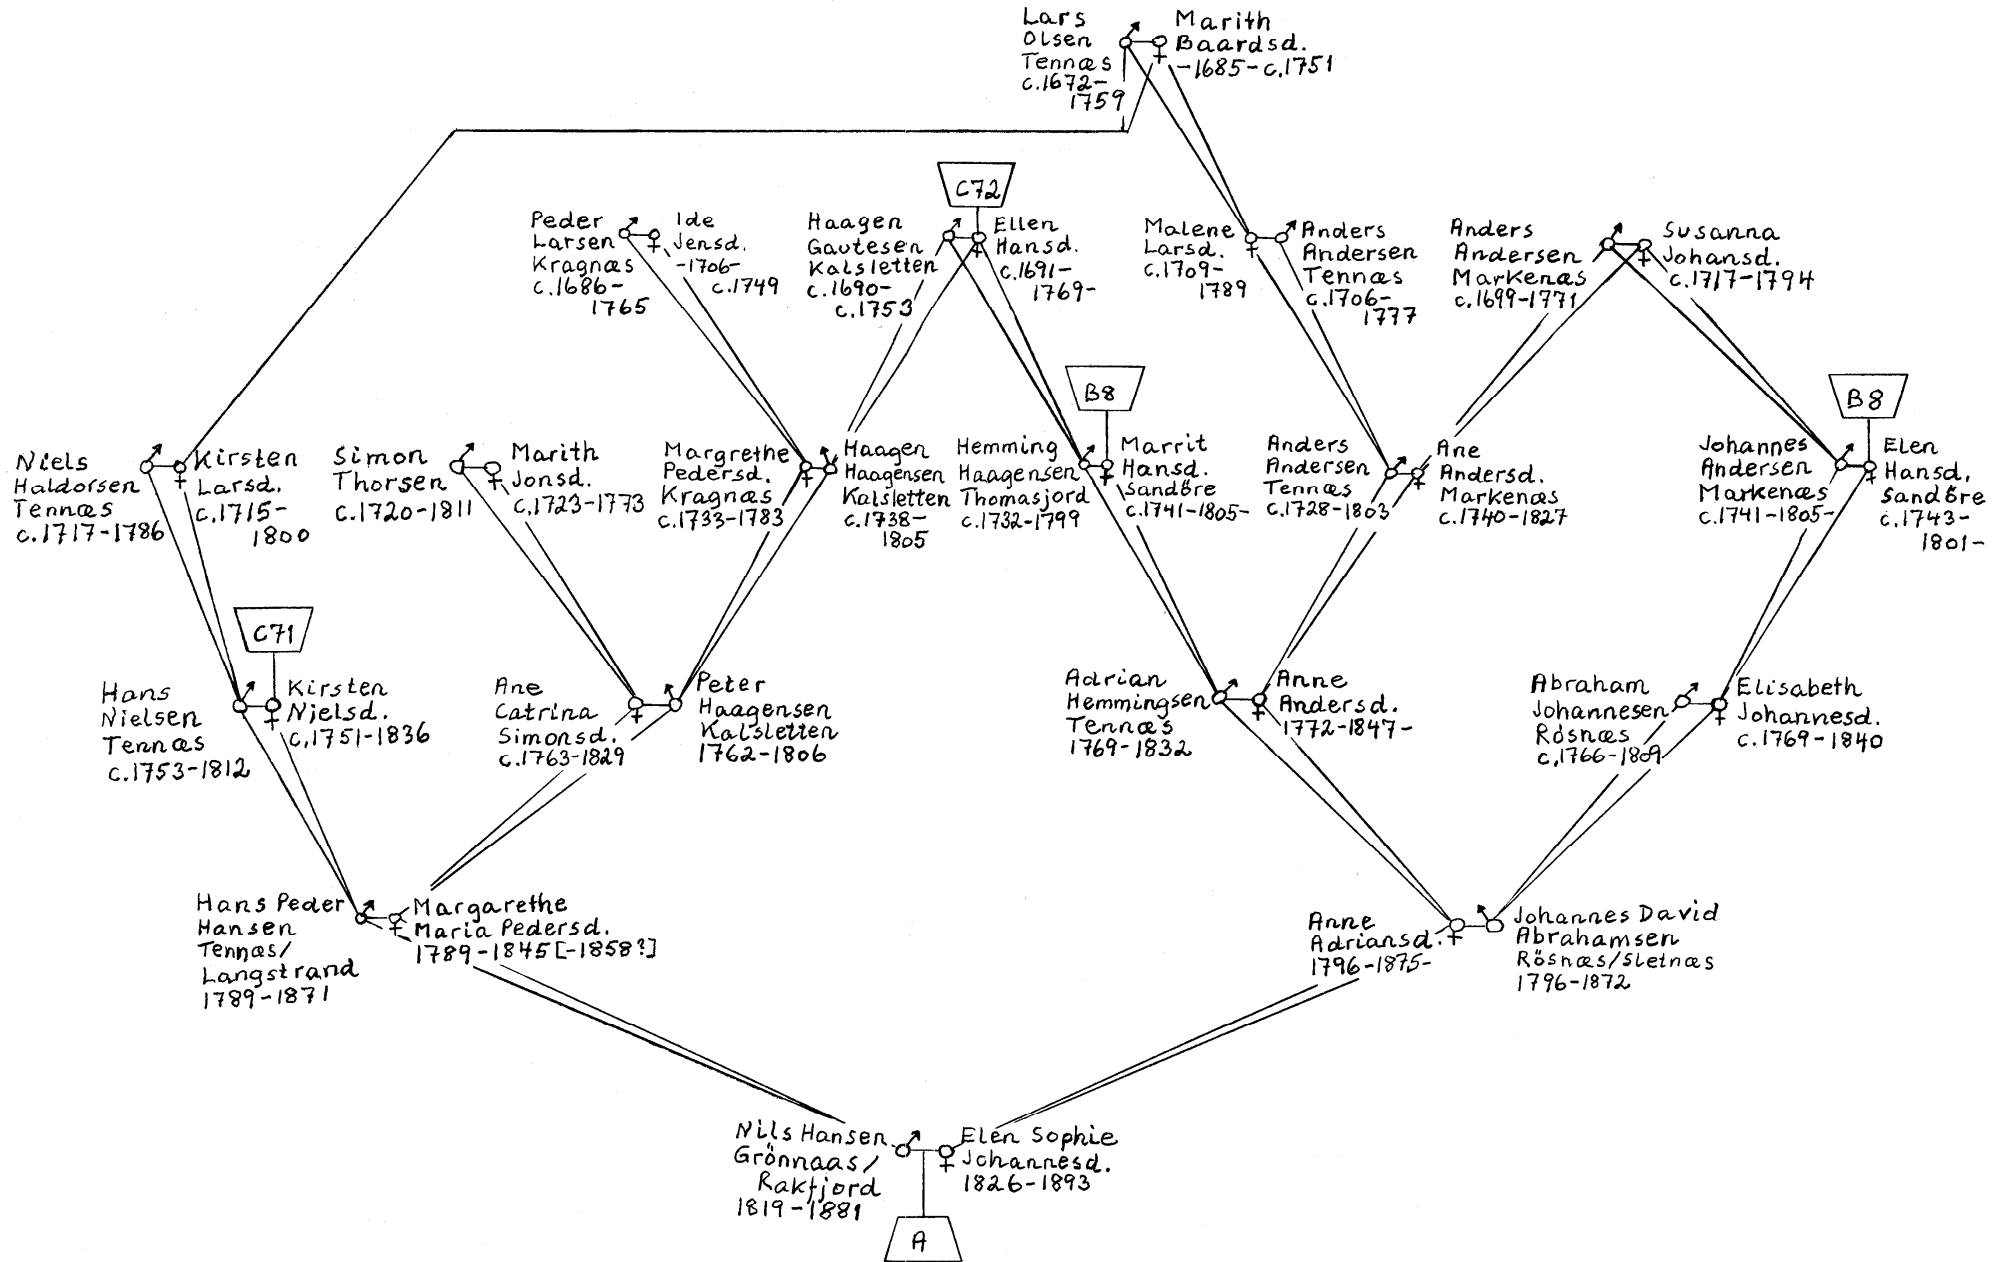 Lars
Olsen
Tennæs
c.1672-
1759
Marith
Baardsd.
-1685-c.1751
C72
Peder
Larsen
Kragnæs
c.1686-
1765
Ide
Jensd.
-1706-
c.1749
Haagen
Gautesen
Kalsletten
c.1690-
c.1753
Ellen
Hansd.
c.1691-
1769-
Malene
Larsd.
c.1709-
1789
Anders
Andersen
Tennæs
c.1706-
1777
Anders
Andersen
Markenæs
c.1699-1771
Susanna
Johansd.
c.1717-1794
B8
B8
Niels
Haldorsen
Tennæs
c.1717-1786
Kirsten
Larsd.
c.1715-
1800
Simon
Thorsen
c.1720-1811
Marith
Jonsd.
c.1723-1773
Margrethe
Pedersd.
Kragnæs
c.1733-1783
Haagen
Haagensen
Kalsletten
c.1738-
1805
Hemming
Haagensen
Thomasjord
c.1732-1799
Marrit
Hansd.
Sandöre
c.1741-1805-
Anders
Andersen
Tennæs
c.1728-1803
Ane
Andersd.
Markenæs
c.1740-1827
Johannes
Andersen
Markenæs
c.1741-1805-
Elen
Hansd.
Sandöre
c.1743-
1801-
C71
Hans
Nielsen
Tennæs
c.1753-1812
Kirsten
Nielsd.
c.1751-1836
Ane
Catrina
Simonsd.
c.1763-1829
Peter
Haagensen
Kalsletten
1762-1806
Adrian
Hemmingsen
Tennæs
1769-1832
Anne
Andersd.
1772-1847-
Abraham
Johannesen
Rösnæs
c.1766-1809
Elisabeth
Johannesd.
c.1769-1840
Hans Peder
Hansen
Tennæs/
Langstrand
1789-1871
Margarethe
Maria Pedersd.
1789-1845[-1858?]
Anne
Adriansd.
1796-1875-
Johannes David
Abrahamsen
Rösnæs/Sletnæs
1796-1872
Nils Hansen
Grönnaas/
Rakfjord
1819-1881
Elen Sophie
Johannesd.
1826-1893
A